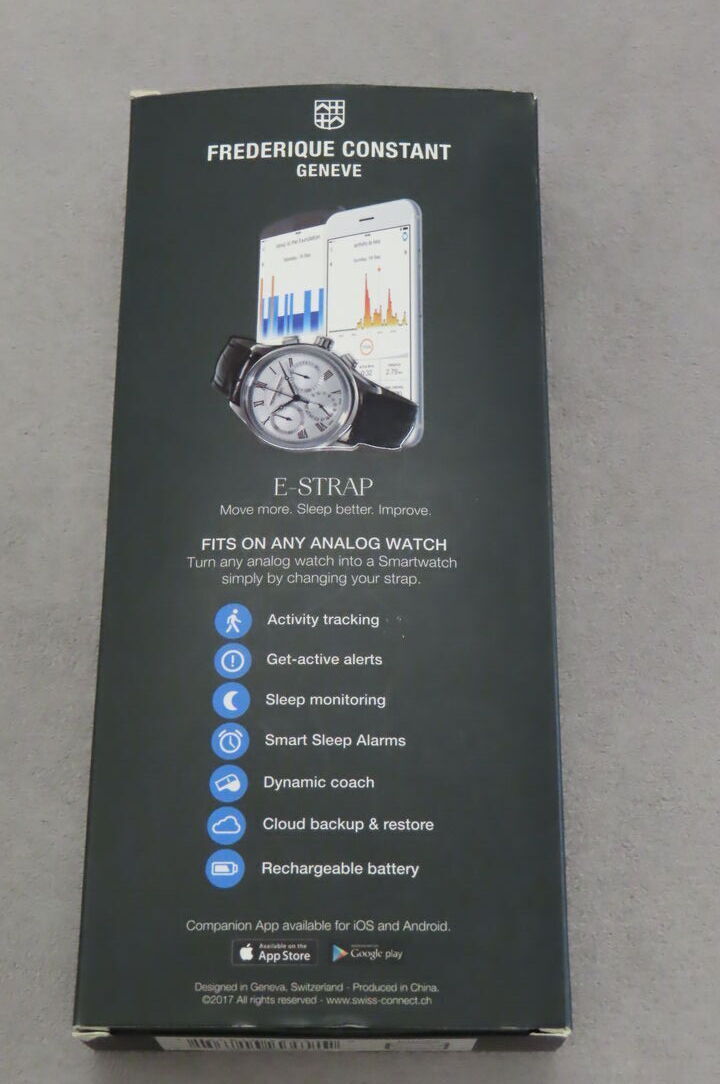 FREDERIQUE CONSTANT
GENEVE
activity & help
E-STRAP
Move more. Sleep better. Improve.
FITS ON ANY ANALOG WATCH
Turn any analog watch into a Smartwatch
simply by changing your strap.
Activity tracking
Get-active alerts
Sleep monitoring
Smart Sleep Alarms
Dynamic coach
Cloud backup & restore
Rechargeable battery
Companion App available for iOS and Android.
Available on the
App Store
Google play
Designed in Geneva, Switzerland - Produced in China.
©2017 All rights reserved - www.swiss-connect.ch